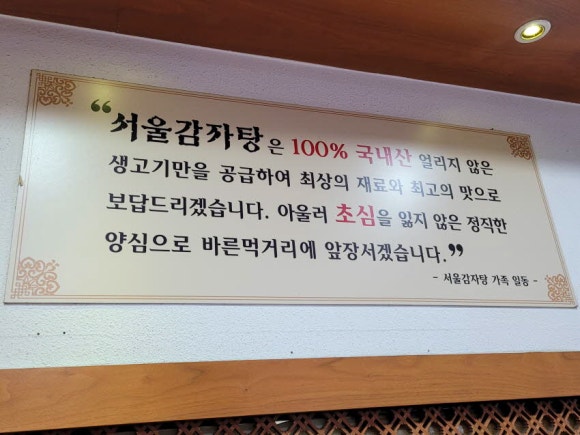 “서울감자탕은 100% 국내산 얼리지 않은
생고기만을 공급하여 최상의 재료와 최고의 맛으로
보답드리겠습니다. 아울러 초심을 잃지 않은 정직한
양심으로 바른먹거리에 앞장서겠습니다.”
- 서울감자탕 가족 일동 -